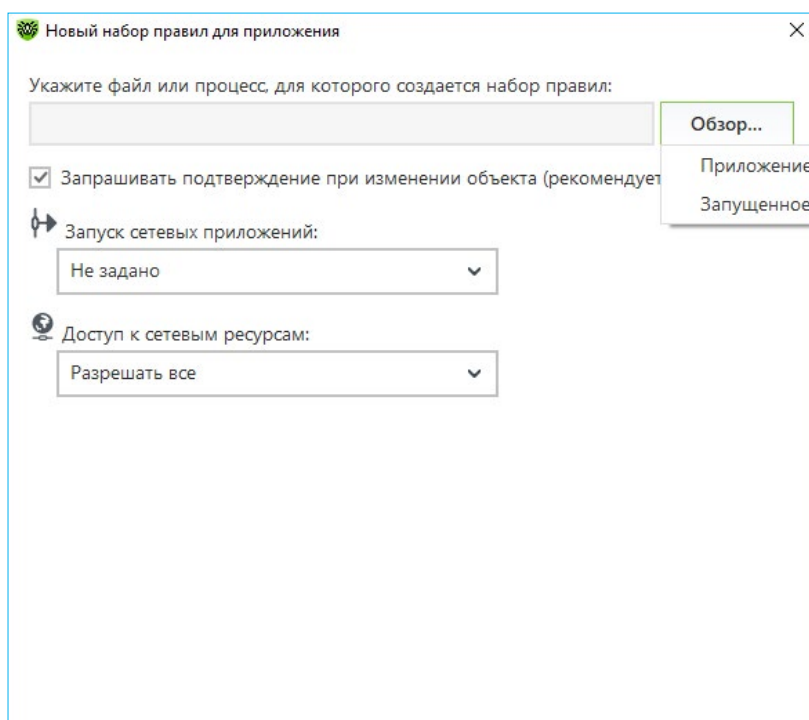 Новый набор правил для приложения
Укажите файл или процесс, для которого создается набор правил:
Обзор...
Приложение
Запрашивать подтверждение при изменении объекта (рекомендует
Запущенное
Запуск сетевых приложений:
Не задано
Доступ к сетевым ресурсам:
Разрешать все